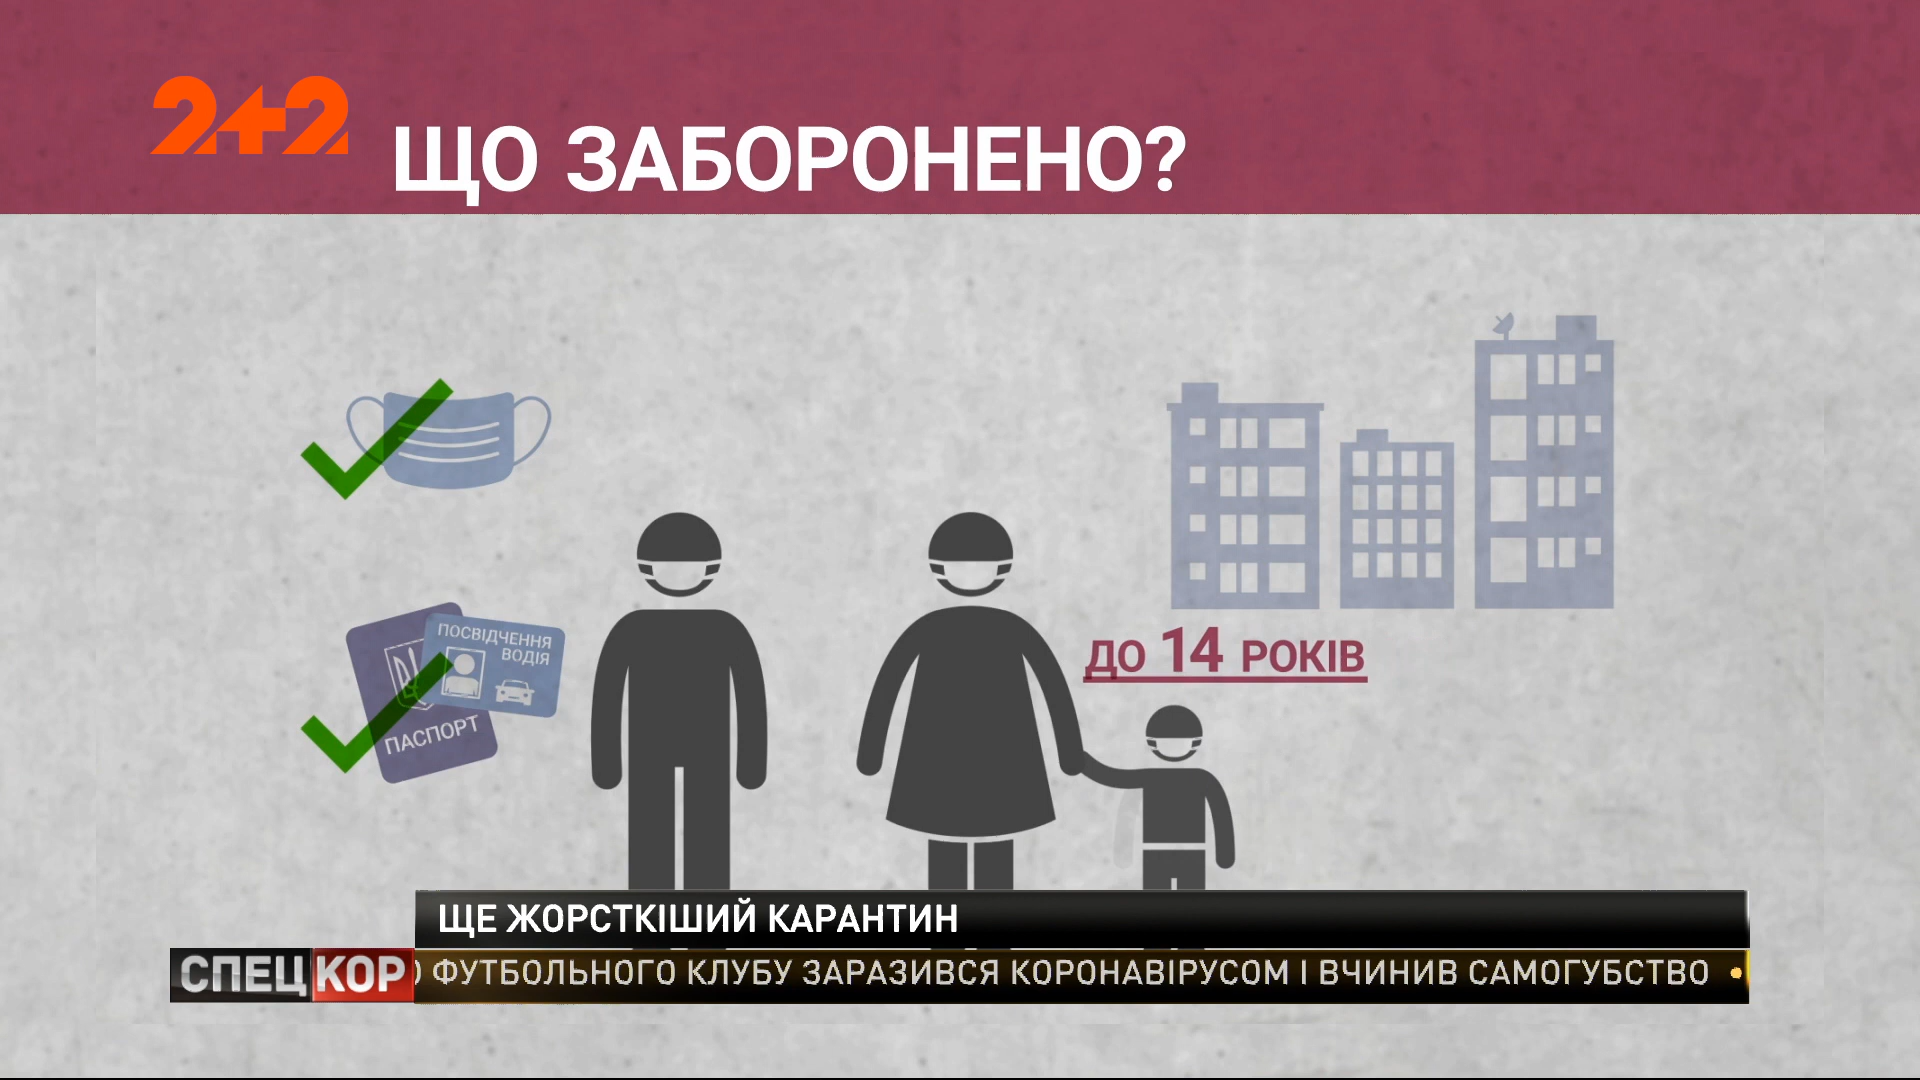 2+2
ЩО ЗАБОРОНЕНО?
ПОСВІДЧЕННЯ
ВОДІЯ
ПАСПОРТ
ДО 14 РОКІВ
ЩЕ ЖОРСТКІШИЙ КАРАНТИН
СПЕЦКОР
ФУТБОЛЬНОГО КЛУБУ ЗАРАЗИВСЯ КОРОНАВІРУСОМ І ВЧИНИВ САМОГУБСТВО •